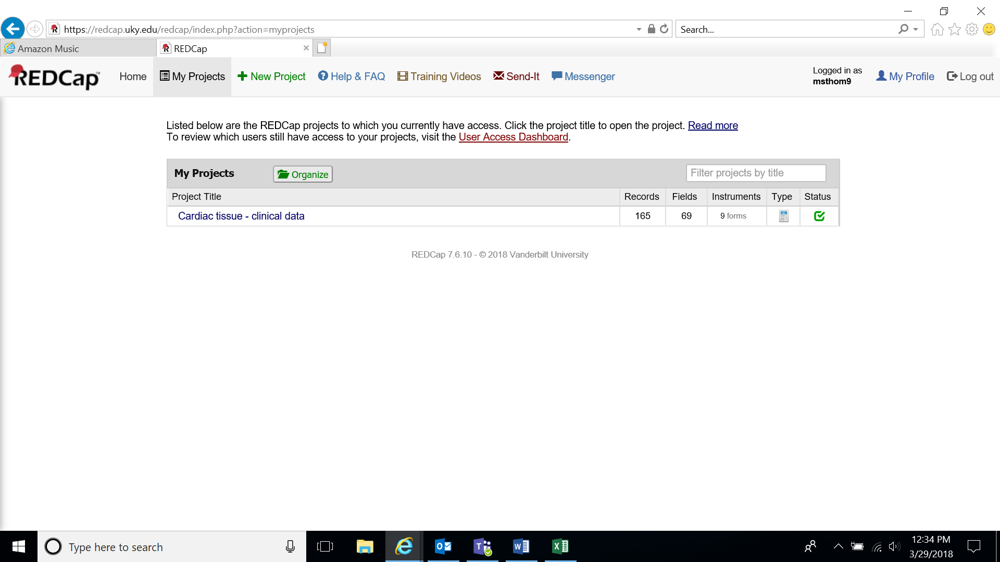 https://redcap.uky.edu/redcap/index.php?action=myprojects
Search...
Amazon Music
REDCap
REDCap™
Home
My Projects
New Project
Help & FAQ
Training Videos
Send-It
Messenger
Logged in as
msthom9
My Profile
Log out
Listed below are the REDCap projects to which you currently have access. Click the project title to open the project. Read more
To review which users still have access to your projects, visit the User Access Dashboard.
My Projects
Organize
Filter projects by title
Project Title Records Fields Instruments Type Status
Cardiac tissue - clinical data 165 69 9 forms
REDCap 7.6.10 - © 2018 Vanderbilt University
Type here to search
12:34 PM
3/29/2018